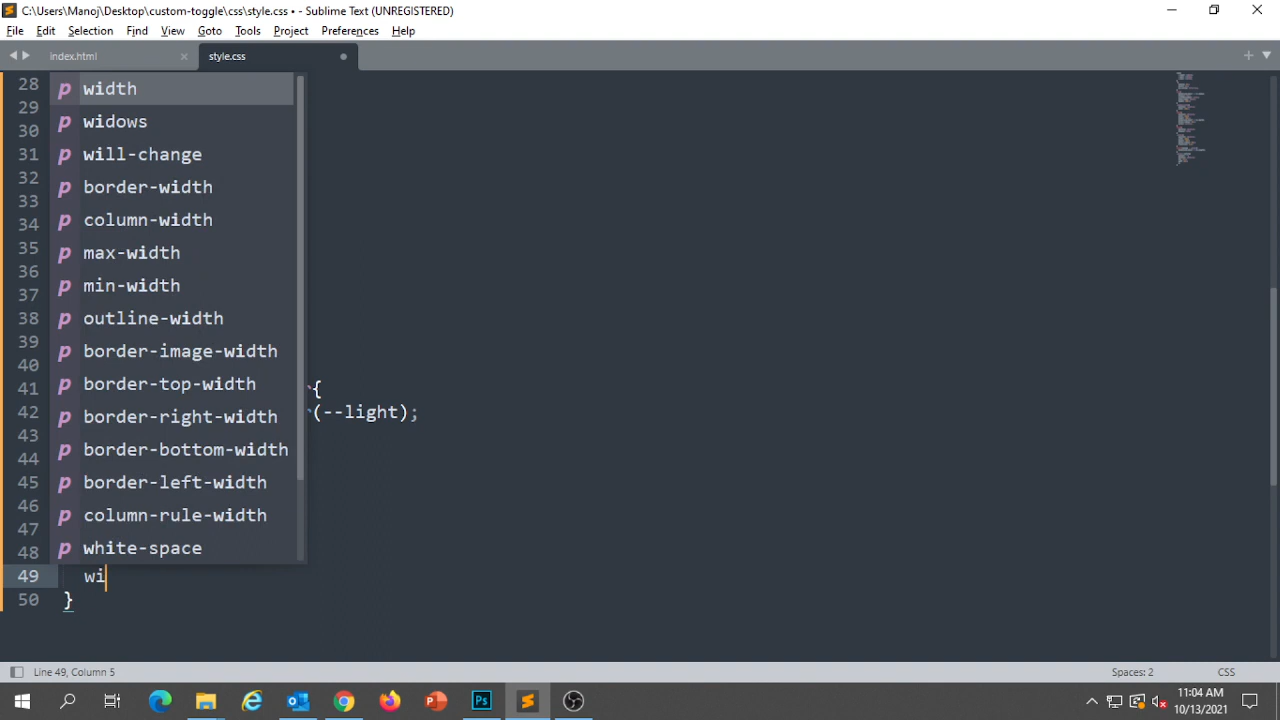 C:\Users\Manoj\Desktop\custom-toggle\css\style.css • - Sublime Text (UNREGISTERED)
File Edit Selection Find View Goto Tools Project Preferences Help
index.html style.css
28 p width
29 p widows
30
31 p will-change
32 p border-width
33
34 p column-width
35 p max-width
36 p min-width
37
38 p outline-width
39 p border-image-width
40 p border-top-width
41 {
42 p border-right-width (--light);
43 p border-bottom-width
44
45 p border-left-width
46 p column-rule-width
47
48 p white-space
49 wi
50 }
Line 49, Column 5 Spaces: 2 CSS
11:04 AM
10/13/2021